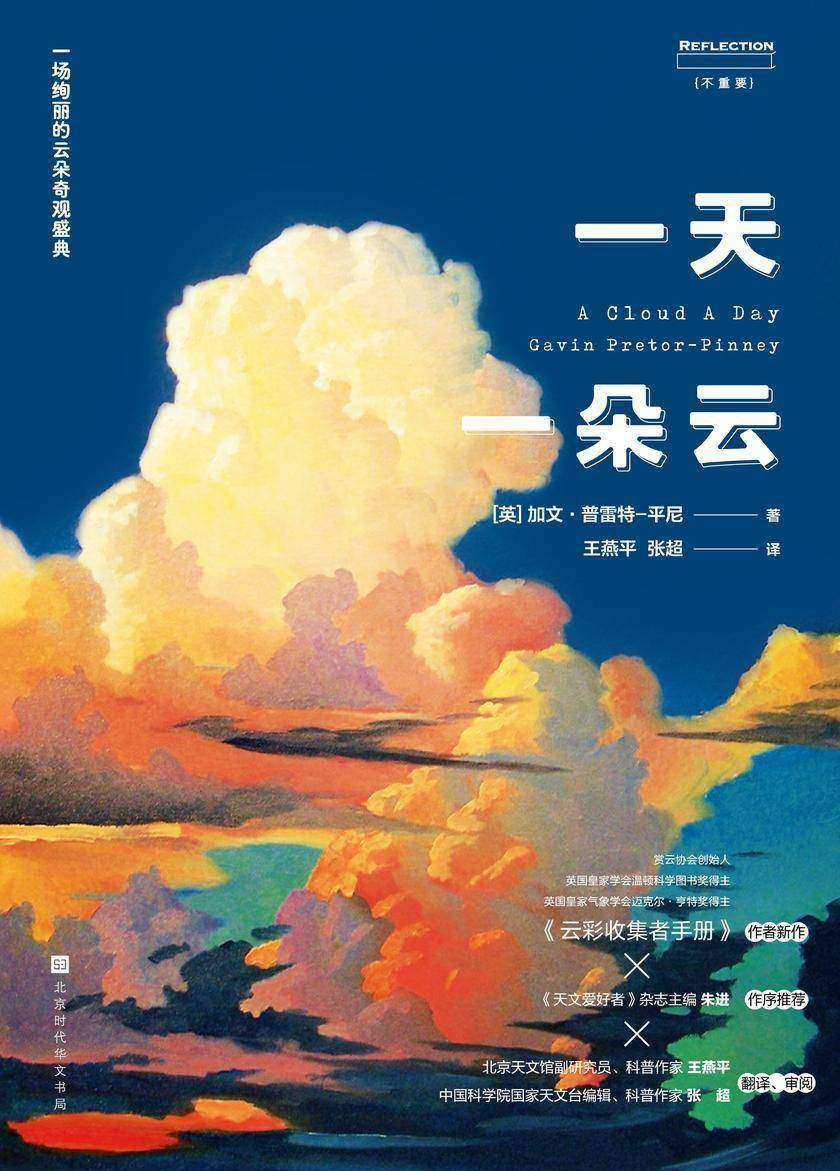 一场绚丽的云朵奇观盛典
REFLECTION
{不重要}
一天
A Cloud A Day
Gavin Pretor-Pinney
一朵云
[英] 加文·普雷特-平尼 —— 著
王燕平 张超 —— 译
赏云协会创始人
英国皇家学会温顿科学图书奖得主
英国皇家气象学会迈克尔·亨特奖得主
《云彩收集者手册》 作者新作
×
《天文爱好者》杂志主编 朱进 作序推荐
×
北京天文馆副研究员、科普作家 王燕平
翻译、审阅
中国科学院国家天文台编辑、科普作家 张 超
北京时代华文书局